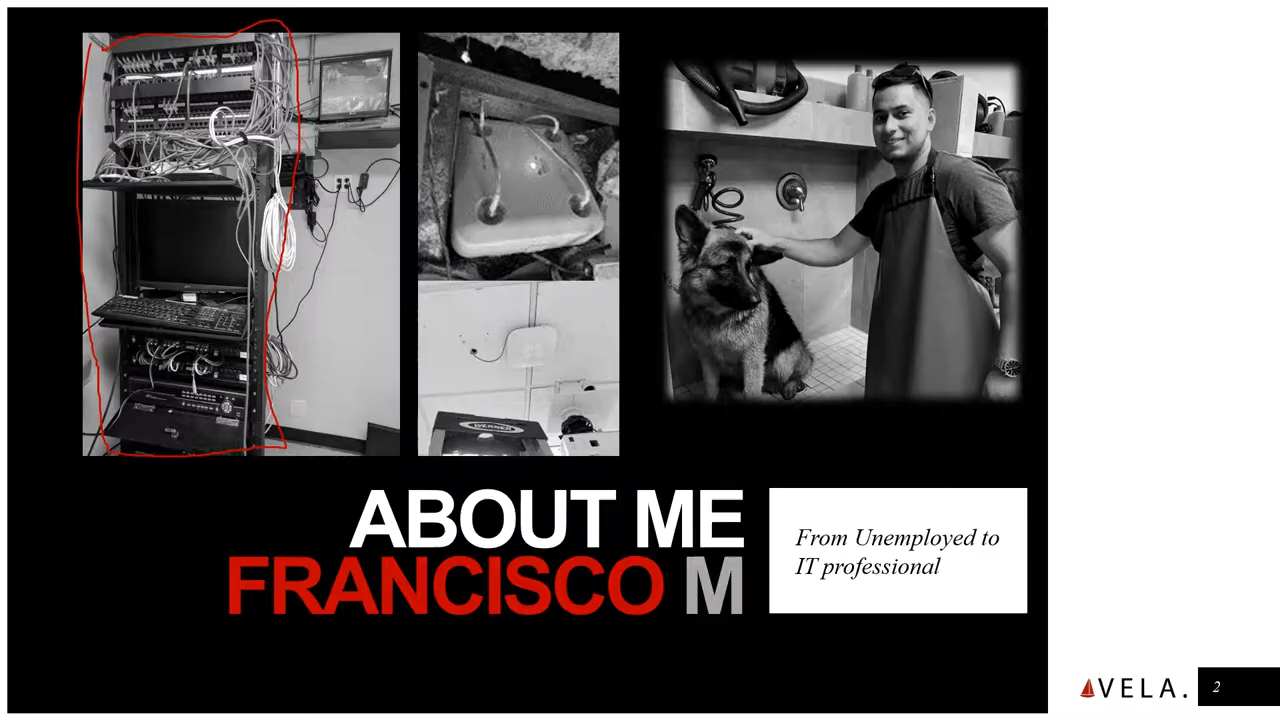 WERNER
ABOUT ME
FRANCISCO M
From Unemployed to
IT professional
VELA.
2